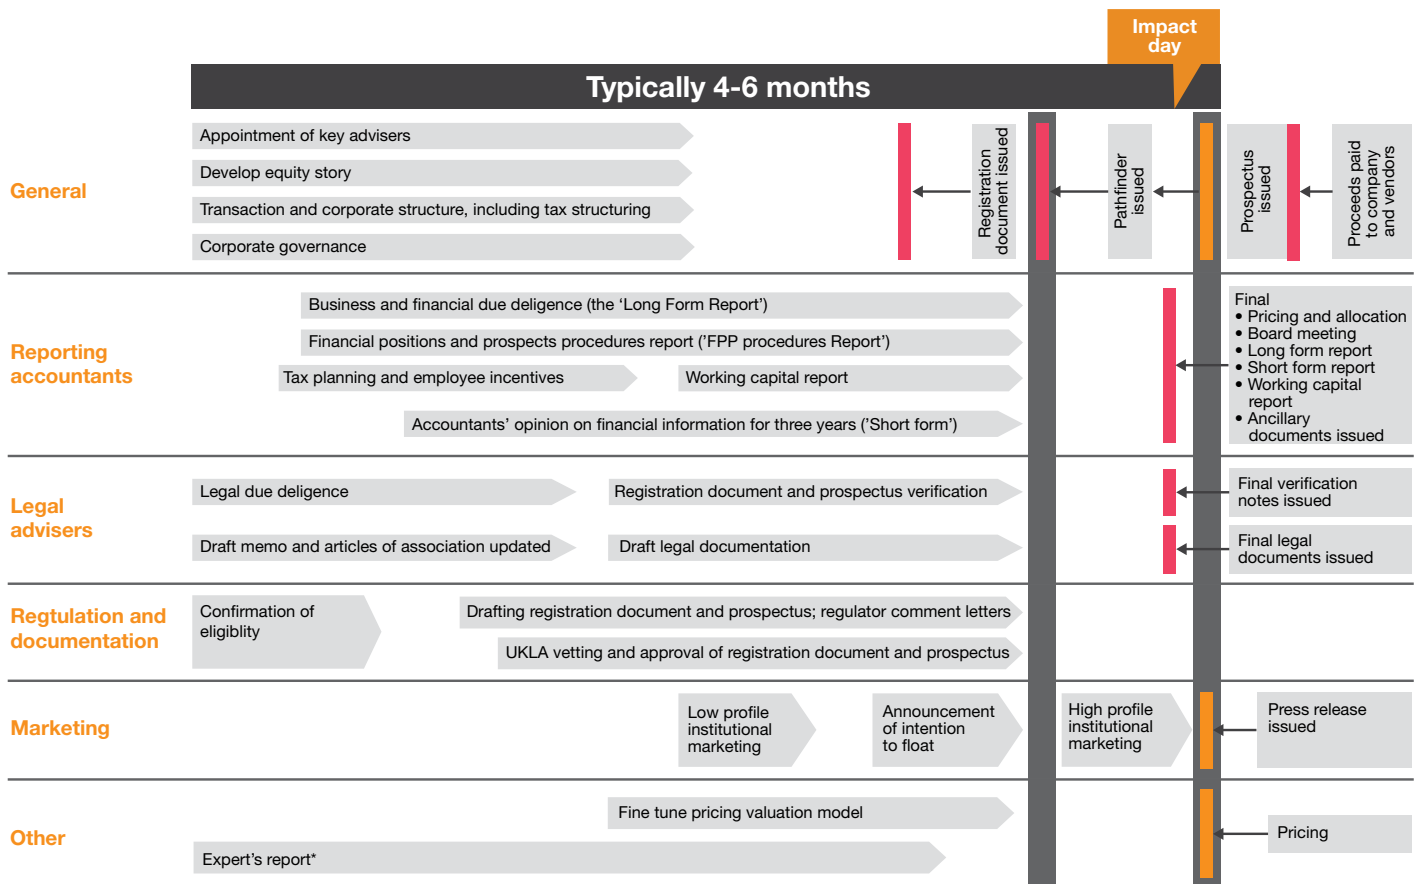 Impact
day
Typically 4-6 months
General
Appointment of key advisers
Develop equity story
Transaction and corporate structure, including tax structuring
Corporate governance
Registration
document issued
Pathfinder
issued
Prospectus
issued
Proceeds paid
to company
and vendors
Reporting
accountants
Business and financial due deligence (the ‘Long Form Report’)
Financial positions and prospects procedures report (’FPP procedures Report’)
Tax planning and employee incentives
Working capital report
Accountants’ opinion on financial information for three years (’Short form’)
Final
• Pricing and allocation
• Board meeting
• Long form report
• Short form report
• Working capital
report
• Ancillary
documents issued
Legal
advisers
Legal due deligence
Registration document and prospectus verification
Draft memo and articles of association updated
Draft legal documentation
Final verification
notes issued
Final legal
documents issued
Regtulation and
documentation
Confirmation of
eligiblity
Drafting registration document and prospectus; regulator comment letters
UKLA vetting and approval of registration document and prospectus
Marketing
Low profile
institutional
marketing
Announcement
of intention
to float
High profile
institutional
marketing
Press release
issued
Other
Fine tune pricing valuation model
Expert’s report*
Pricing